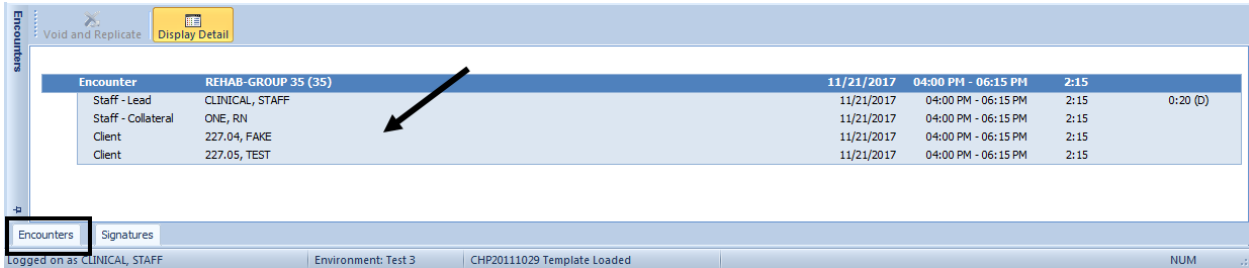 Encounters
Void and Replicate Display Detail
Encounter REHAB-GROUP 35 (35) 11/21/2017 04:00 PM - 06:15 PM 2:15
Staff - Lead CLINICAL, STAFF 11/21/2017 04:00 PM - 06:15 PM 2:15 0:20 (D)
Staff - Collateral ONE, RN 11/21/2017 04:00 PM - 06:15 PM 2:15
Client 227.04, FAKE 11/21/2017 04:00 PM - 06:15 PM 2:15
Client 227.05, TEST 11/21/2017 04:00 PM - 06:15 PM 2:15
Encounters Signatures
Logged on as CLINICAL, STAFF Environment: Test 3 CHP20111029 Template Loaded NUM